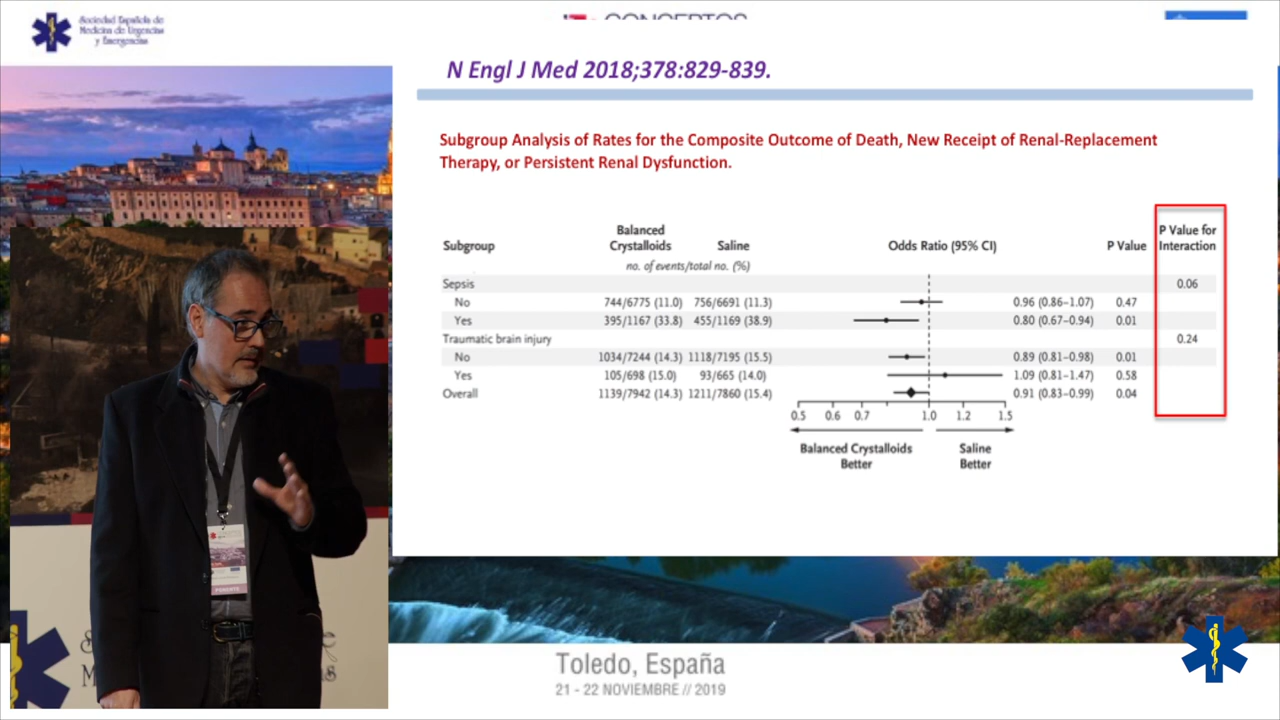 Sociedad Española de
Medicina de Urgencias
y Emergencias
CONCEPTOS
N Engl J Med 2018;378:829-839.
Subgroup Analysis of Rates for the Composite Outcome of Death, New Receipt of Renal-Replacement
Therapy, or Persistent Renal Dysfunction.
Subgroup Balanced Crystalloids Saline Odds Ratio (95% CI) P Value P Value for Interaction
no. of events/total no. (%)
Sepsis 0.06
No 744/6775 (11.0) 756/6691 (11.3) 0.96 (0.86–1.07) 0.47
Yes 395/1167 (33.8) 455/1169 (38.9) 0.80 (0.67–0.94) 0.01
Traumatic brain injury 0.24
No 1034/7244 (14.3) 1118/7195 (15.5) 0.89 (0.81–0.98) 0.01
Yes 105/698 (15.0) 93/665 (14.0) 1.09 (0.81–1.47) 0.58
Overall 1139/7942 (14.3) 1211/7860 (15.4) 0.91 (0.83–0.99) 0.04
0.5 0.6 0.7 1.0 1.2 1.5
Balanced Crystalloids Better Saline Better
PONENTE
Toledo, España
21 - 22 NOVIEMBRE // 2019